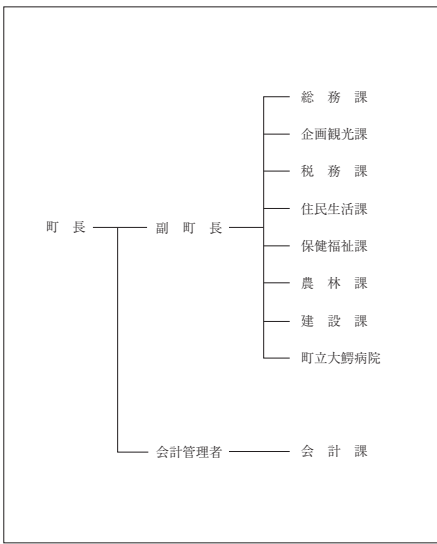 総務課
企画観光課
税務課
住民生活課
町長
副町長
保健福祉課
農林課
建設課
町立大鰐病院
会計管理者
会計課